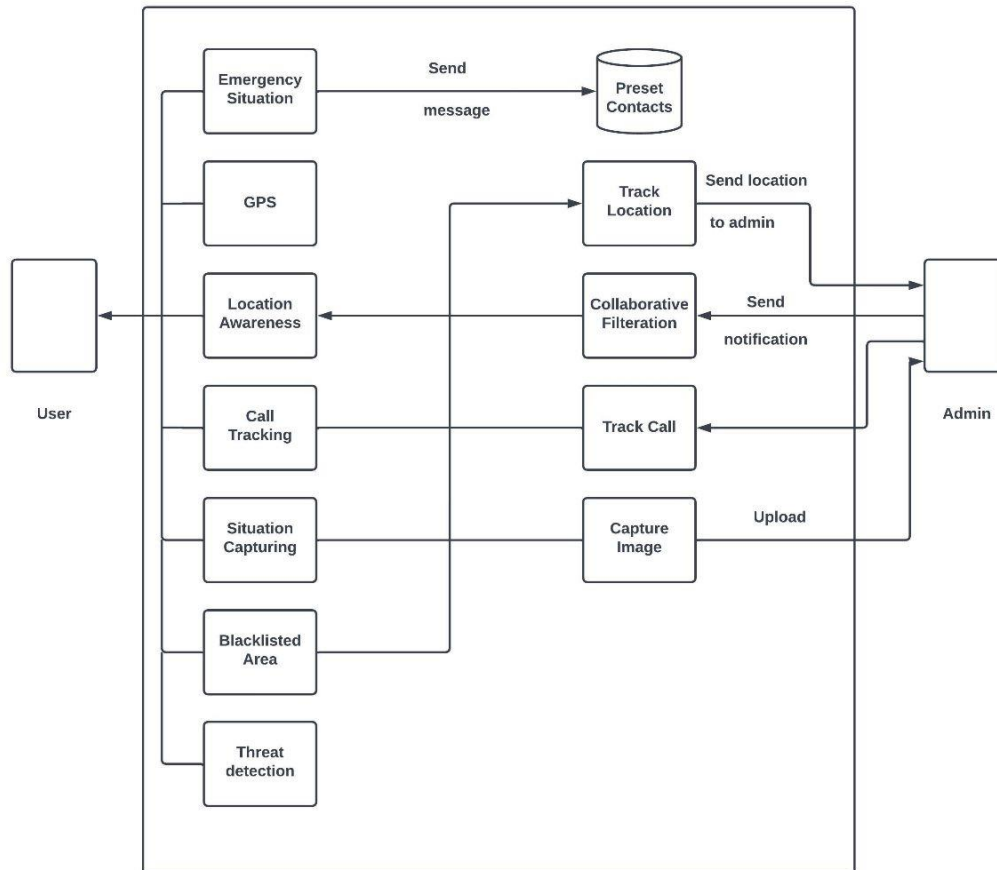 Emergency
Situation
Send
message
Preset
Contacts
GPS
Track
Location
Send location
to admin
Location
Awareness
Collaborative
Filteration
Send
notification
User
Call
Tracking
Track Call
Admin
Situation
Capturing
Capture
Image
Upload
Blacklisted
Area
Threat
detection